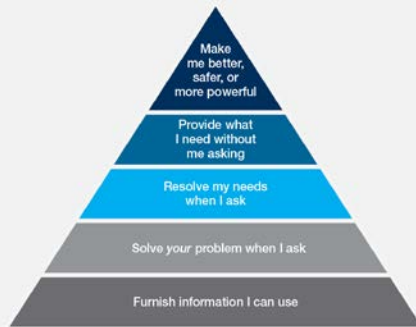 Make
me better,
safer, or
more powerful
Provide what
I need without
me asking
Resolve my needs
when I ask
Solve your problem when I ask
Furnish information I can use